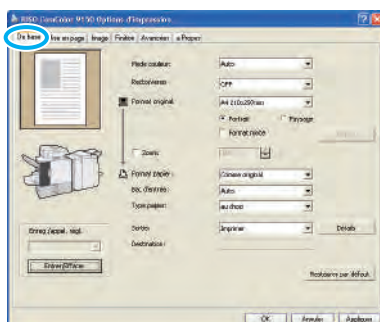 RISO ComColor 9150 Options d'impression
De base Mise en page Image Finition Avancées a Propos
Mode couleur: Auto
Recto/verso: OFF
Format original: A4 210x297mm
Portrait Paysage
Format mixte
Zoom:
Format papier: Comme original
Bac d'entrée: Auto
Type papier: au choix
Enreg./appel. régl. Sortie: Imprimer Détails
Destination:
Entrer/Effacer
Restaurer par défaut
OK Annuler Appliquer